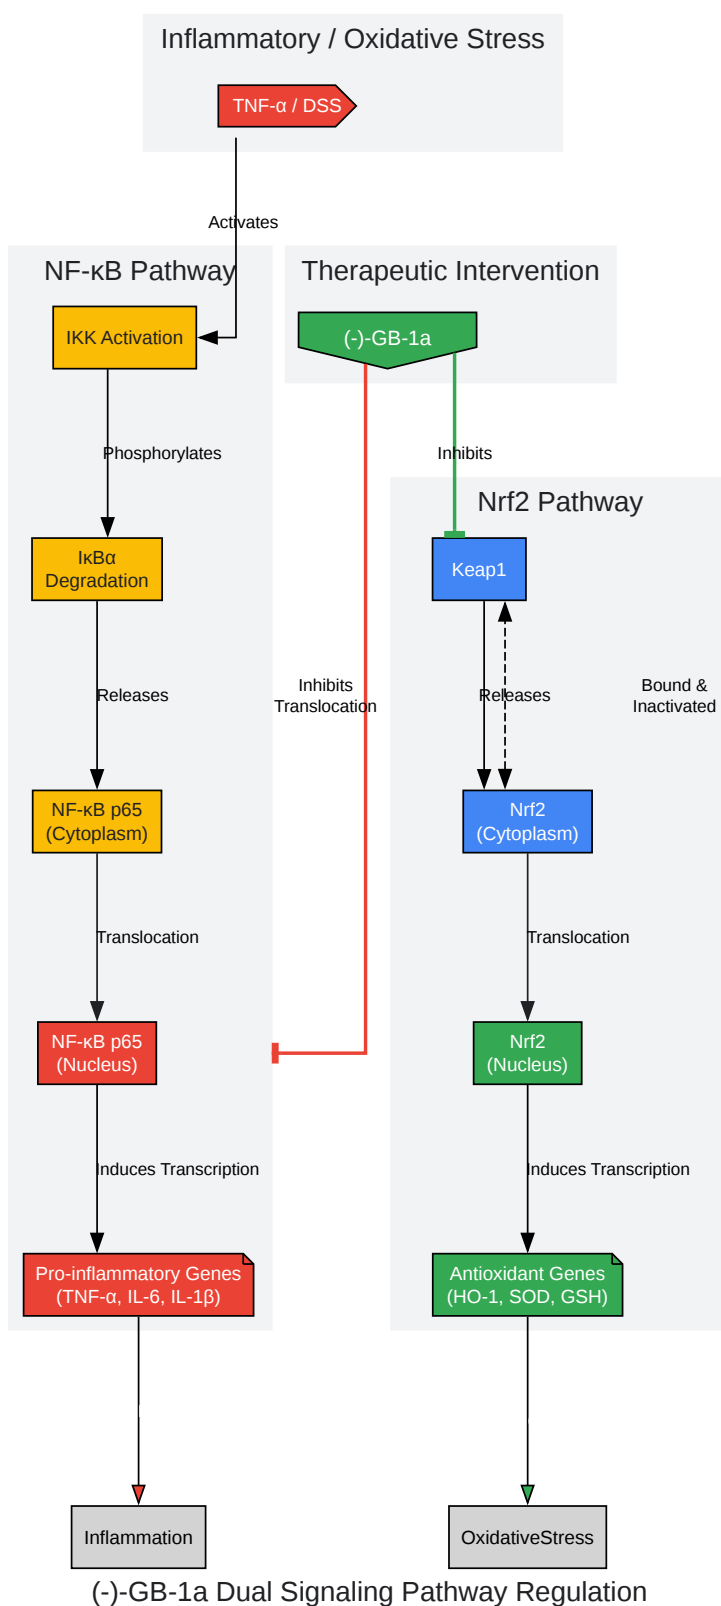 Inflammatory / Oxidative Stress
TNF-α / DSS
Activates
NF-κB Pathway
Therapeutic Intervention
IKK Activation
(-)-GB-1a
Phosphorylates
Inhibits
Nrf2 Pathway
IκBα
Degradation
Keap1
Releases
Inhibits
Translocation
Releases
Bound &
Inactivated
NF-κB p65
(Cytoplasm)
Nrf2
(Cytoplasm)
Translocation
Translocation
NF-κB p65
(Nucleus)
Nrf2
(Nucleus)
Induces Transcription
Induces Transcription
Pro-inflammatory Genes
(TNF-α, IL-6, IL-1β)
Antioxidant Genes
(HO-1, SOD, GSH)
Inflammation
OxidativeStress
(-)-GB-1a Dual Signaling Pathway Regulation